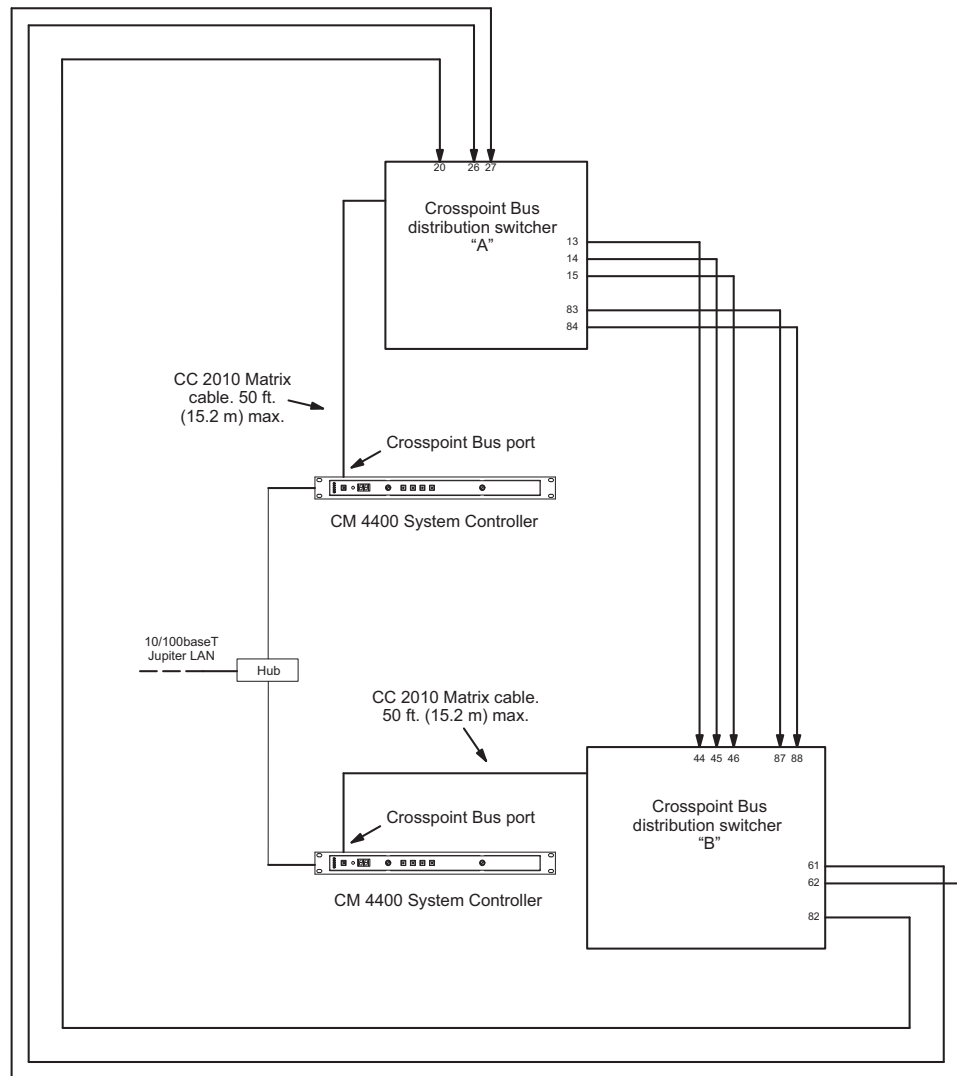 20 26 27
Crosspoint Bus
distribution switcher
“A”
13
14
15
83
84
CC 2010 Matrix
cable. 50 ft.
(15.2 m) max.
Crosspoint Bus port
CM 4400 System Controller
10/100baseT
Jupiter LAN
Hub
CC 2010 Matrix cable.
50 ft. (15.2 m) max.
44 45 46 87 88
Crosspoint Bus
distribution switcher
“B”
Crosspoint Bus port
61
62
82
CM 4400 System Controller